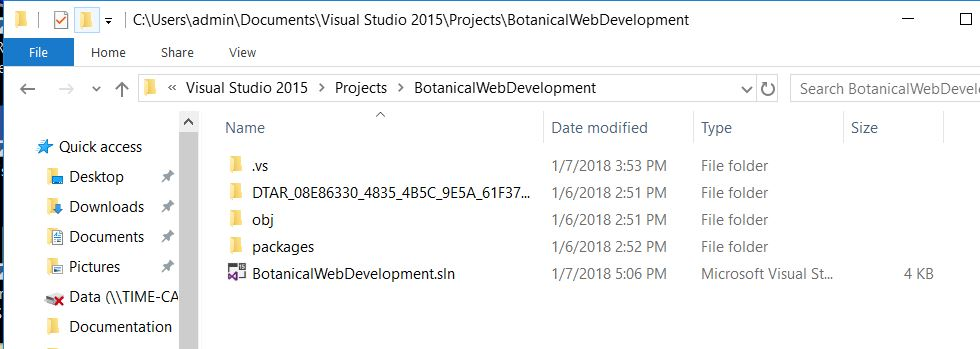 C:\Users\admin\Documents\Visual Studio 2015\Projects\BotanicalWebDevelopment
File Home Share View
« Visual Studio 2015 > Projects > BotanicalWebDevelopment
Search BotanicalWebDevel
Name Date modified Type Size
Quick access
Desktop
Downloads
Documents
Pictures
Data (\\TIME-CA
Documentation
.vs 1/7/2018 3:53 PM File folder
DTAR_08E86330_4835_4B5C_9E5A_61F37... 1/6/2018 2:51 PM File folder
obj 1/6/2018 2:51 PM File folder
packages 1/6/2018 2:52 PM File folder
BotanicalWebDevelopment.sln 1/7/2018 5:06 PM Microsoft Visual St... 4 KB